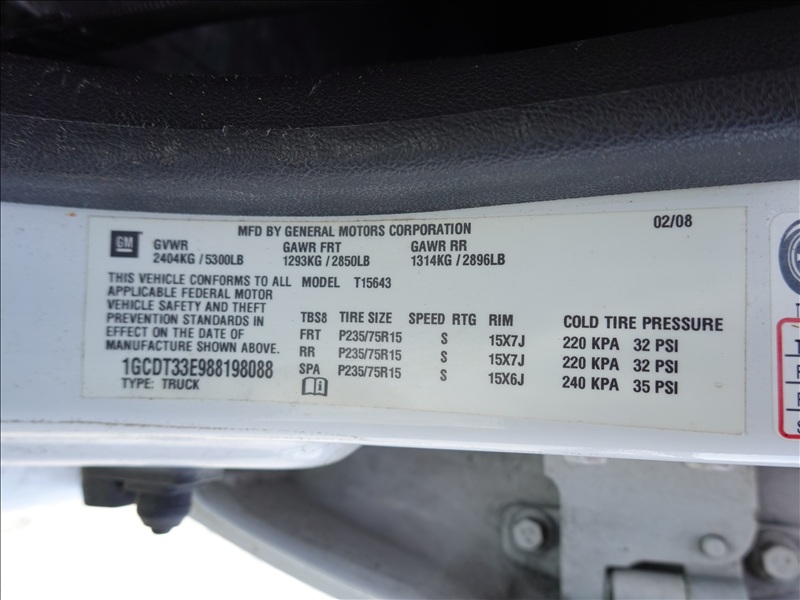 MFD BY GENERAL MOTORS CORPORATION 02/08
GM
GVWR GAWR FRT GAWR RR
2404KG / 5300LB 1293KG / 2850LB 1314KG / 2896LB
THIS VEHICLE CONFORMS TO ALL MODEL T15643
APPLICABLE FEDERAL MOTOR
VEHICLE SAFETY AND THEFT
PREVENTION STANDARDS IN
EFFECT ON THE DATE OF
MANUFACTURE SHOWN ABOVE.
1GCDT33E988198088
TYPE: TRUCK
TBS8 TIRE SIZE SPEED RTG RIM COLD TIRE PRESSURE
FRT P235/75R15 S 15X7J 220 KPA 32 PSI
RR P235/75R15 S 15X7J 220 KPA 32 PSI
SPA P235/75R15 S 15X6J 240 KPA 35 PSI